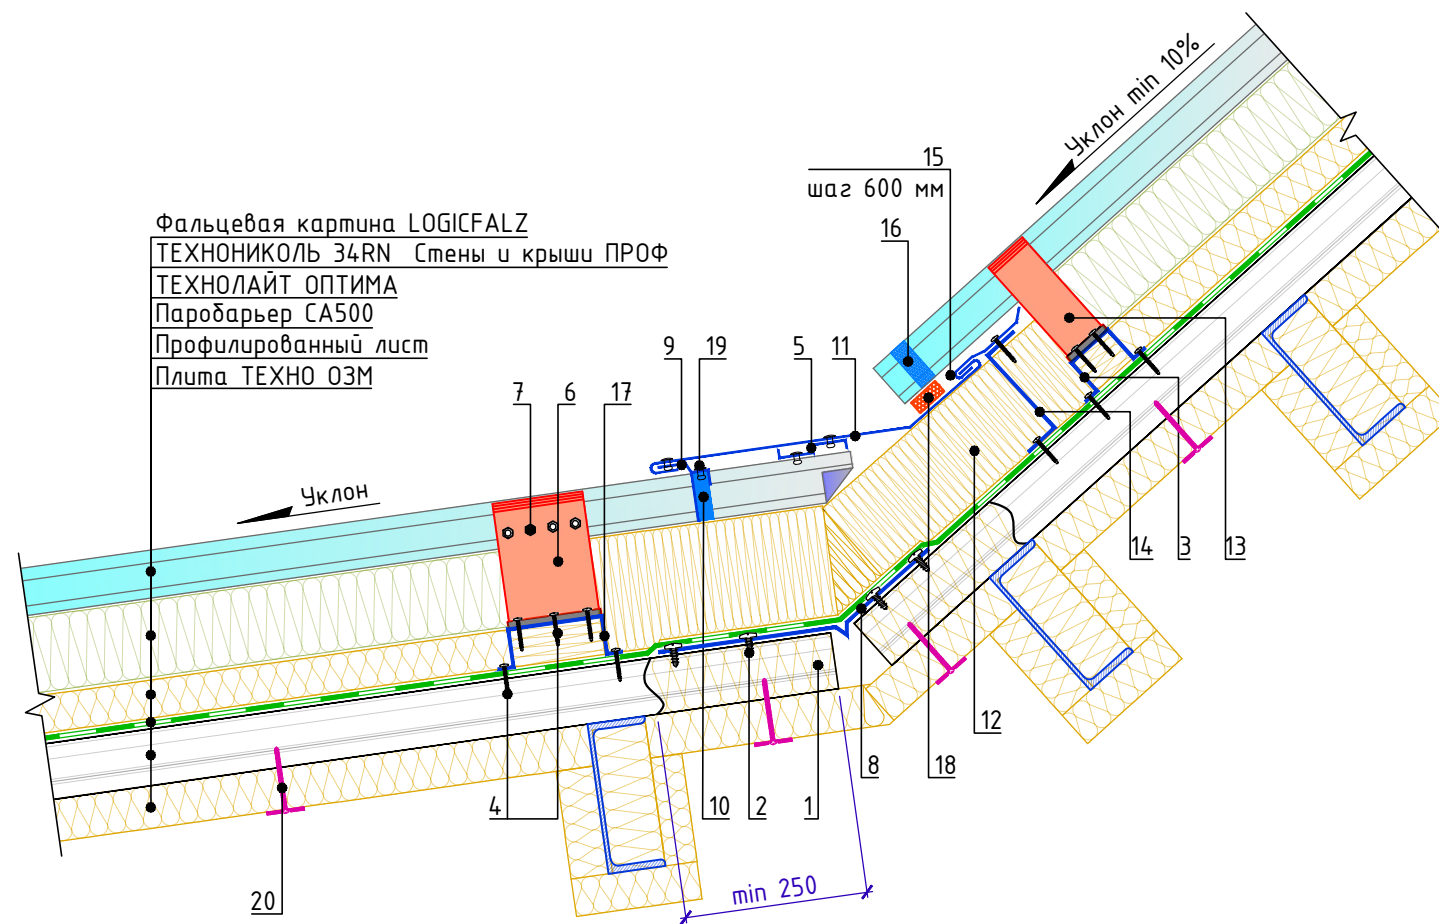 Уклон min 10%
15
шаг 600 мм
16
Фальцевая картина LOGICFALZ
ТЕХНОНИКОЛЬ 34RN Стены и крыши ПРОФ
ТЕХНОЛАЙТ ОПТИМА
Паробарьер СА500
Профилированный лист
Плита ТЕХНО ОЗМ
9
19
5
11
7
6
17
Уклон
14
3
13
12
8
18
4
10
2
1
20
min 250